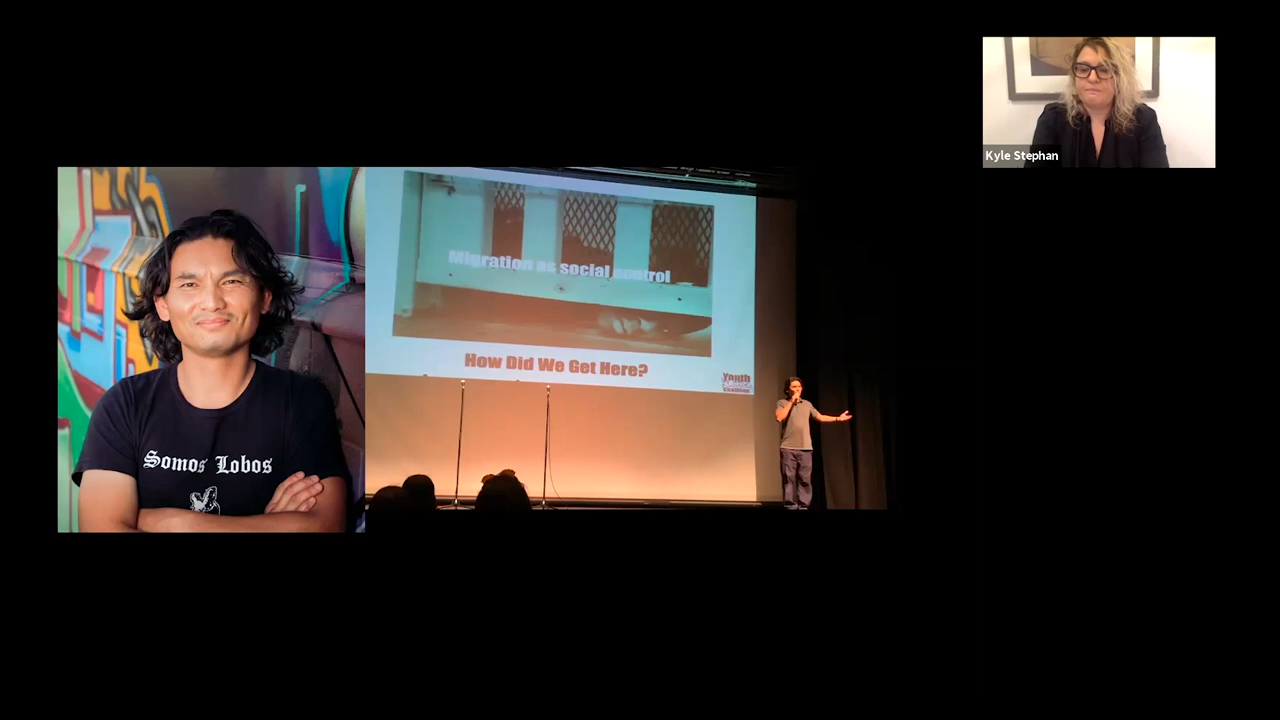 Kyle Stephan
Migration as social control
How Did We Get Here?
Youth
Somos Lobos